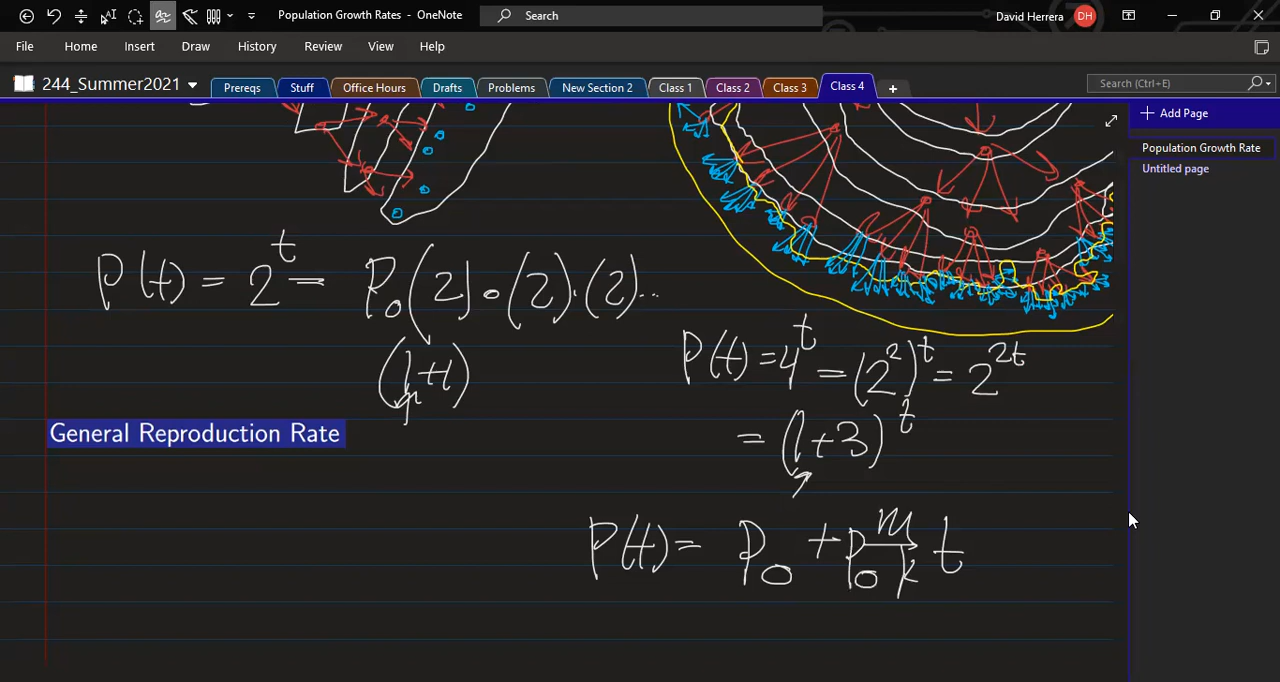 Population Growth Rates - OneNote
Search
David Herrera DH
File Home Insert Draw History Review View Help
244_Summer2021
Prereqs Stuff Office Hours Drafts Problems New Section 2 Class 1 Class 2 Class 3 Class 4 +
Search (Ctrl+E)
Add Page
Population Growth Rate
Untitled page
P(t) = 2^t = P₀(2)·(2)·(2)...
(1+1)
P(t) = 4^t = (2²)^t = 2^{2t}
= (1+3)^t
General Reproduction Rate
P(t) = P₀ + P₀ m/k t